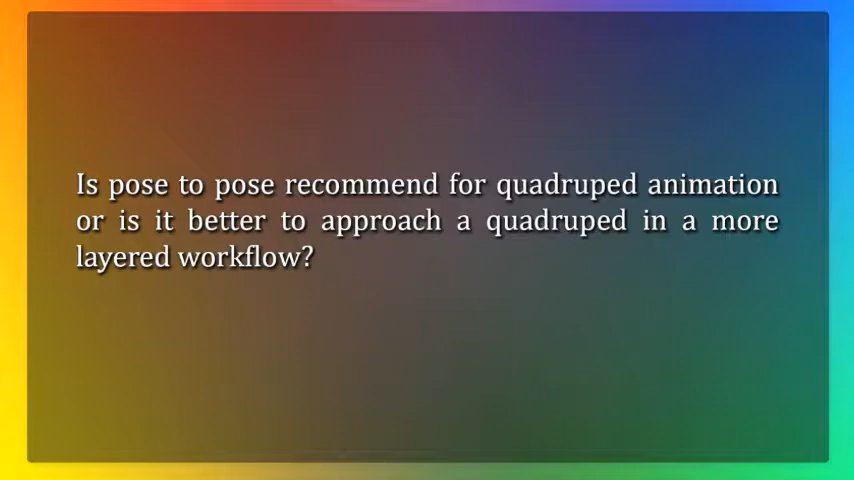 Is pose to pose recommend for quadruped animation
or is it better to approach a quadruped in a more
layered workflow?